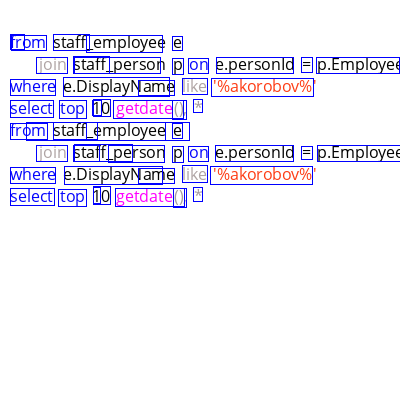 from staff_employee e
join staff_person p on e.personId = p.Employee
where e.DisplayName like '%akorobov%'
select top 10 getdate() *
from staff_employee e
join staff_person p on e.personId = p.Employee
where e.DisplayName like '%akorobov%'
select top 10 getdate() *